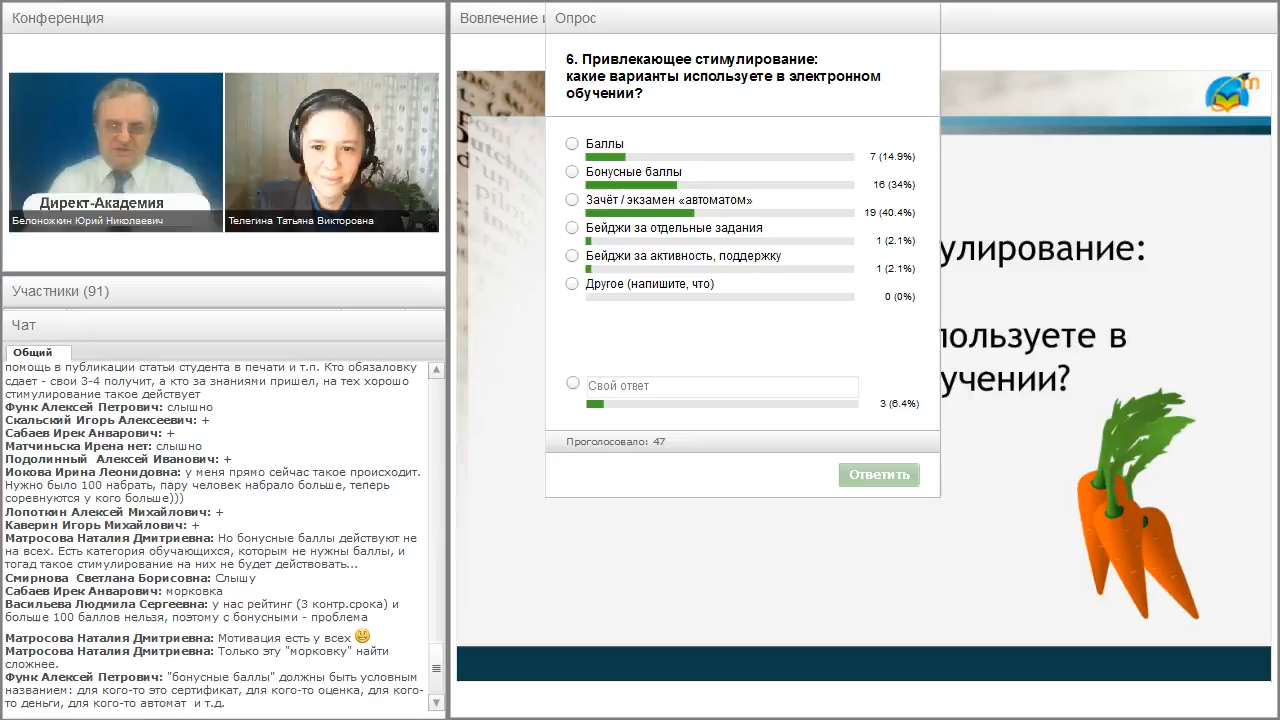 Конференция
Директ-Академия
Белоножкин Юрий Николаевич
Телегина Татьяна Викторовна
Участники (91)
Чат
Общий
помощь в публикации статьи студента в печати и т.п. Кто обязаловку
сдает - свои 3-4 получит, а кто за знаниями пришел, на тех хорошо
стимулирование такое действует
Функ Алексей Петрович: слышно
Скальский Игорь Алексеевич: +
Сабаев Ирек Анварович: +
Матчиньска Ирена нет: слышно
Подолинный Алексей Иванович: +
Иокова Ирина Леонидовна: у меня прямо сейчас такое происходит.
Нужно было 100 набрать, пару человек набрало больше, теперь
соревнуются у кого больше)))
Лопоткин Алексей Михайлович: +
Каверин Игорь Михайлович: +
Матросова Наталия Дмитриевна: Но бонусные баллы действуют не
на всех. Есть категория обучающихся, которым не нужны баллы, и
тогад такое стимулирование на них не будет действовать...
Смирнова Светлана Борисовна: Слышу
Сабаев Ирек Анварович: морковка
Васильева Людмила Сергеевна: у нас рейтинг (3 контр.срока) и
больше 100 баллов нельзя, поэтому с бонусными - проблема
Матросова Наталия Дмитриевна: Мотивация есть у всех
Матросова Наталия Дмитриевна: Только эту "морковку" найти
сложнее.
Функ Алексей Петрович: "бонусные баллы" должны быть условным
названием: для кого-то это сертификат, для кого-то оценка, для кого-
то деньги, для кого-то автомат и т.д.
Вовлечение и
Опрос
6. Привлекающее стимулирование:
какие варианты используете в электронном
обучении?
Баллы
7 (14.9%)
Бонусные баллы
16 (34%)
Зачёт / экзамен «автоматом»
19 (40.4%)
Бейджи за отдельные задания
1 (2.1%)
Бейджи за активность, поддержку
1 (2.1%)
Другое (напишите, что)
0 (0%)
Свой ответ
3 (6.4%)
Проголосовало: 47
Ответить
улирование:
пользуете в
учении?